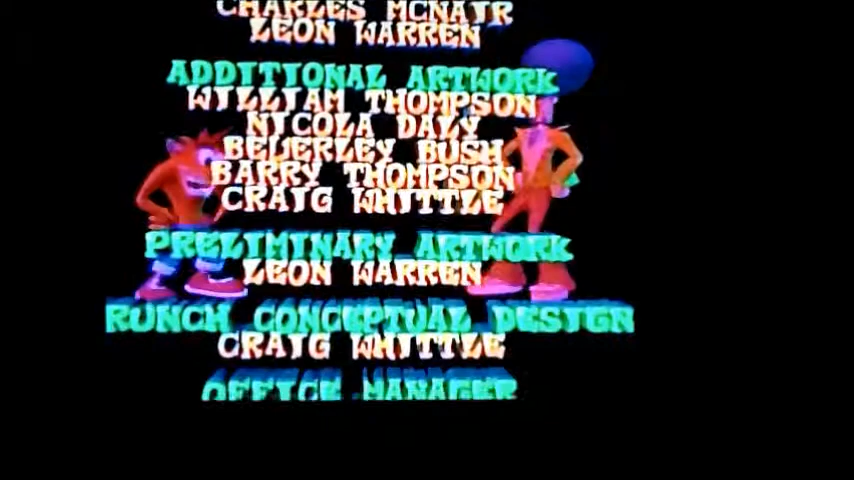 CHARLES MCNAIR
LEON WARREN
ADDITIONAL ARTWORK
WILLIAM THOMPSON
NICOLA DALY
BEVERLEY BUSH
BARRY THOMPSON
CRAIG WHITTLE
PRELIMINARY ARTWORK
LEON WARREN
RUNCH CONCEPTUAL DESIGN
CRAIG WHITTLE
OFFICE MANAGER